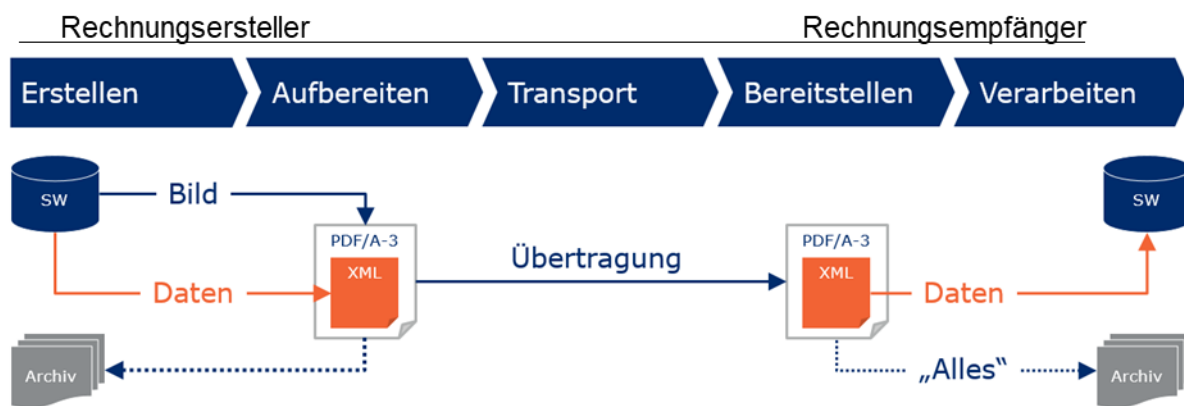 Rechnungsersteller Rechnungsempfänger
Erstellen Aufbereiten Transport Bereitstellen Verarbeiten
SW Bild SW
PDF/A-3 PDF/A-3
XML Übertragung XML
Daten Daten
Archiv „Alles“ Archiv